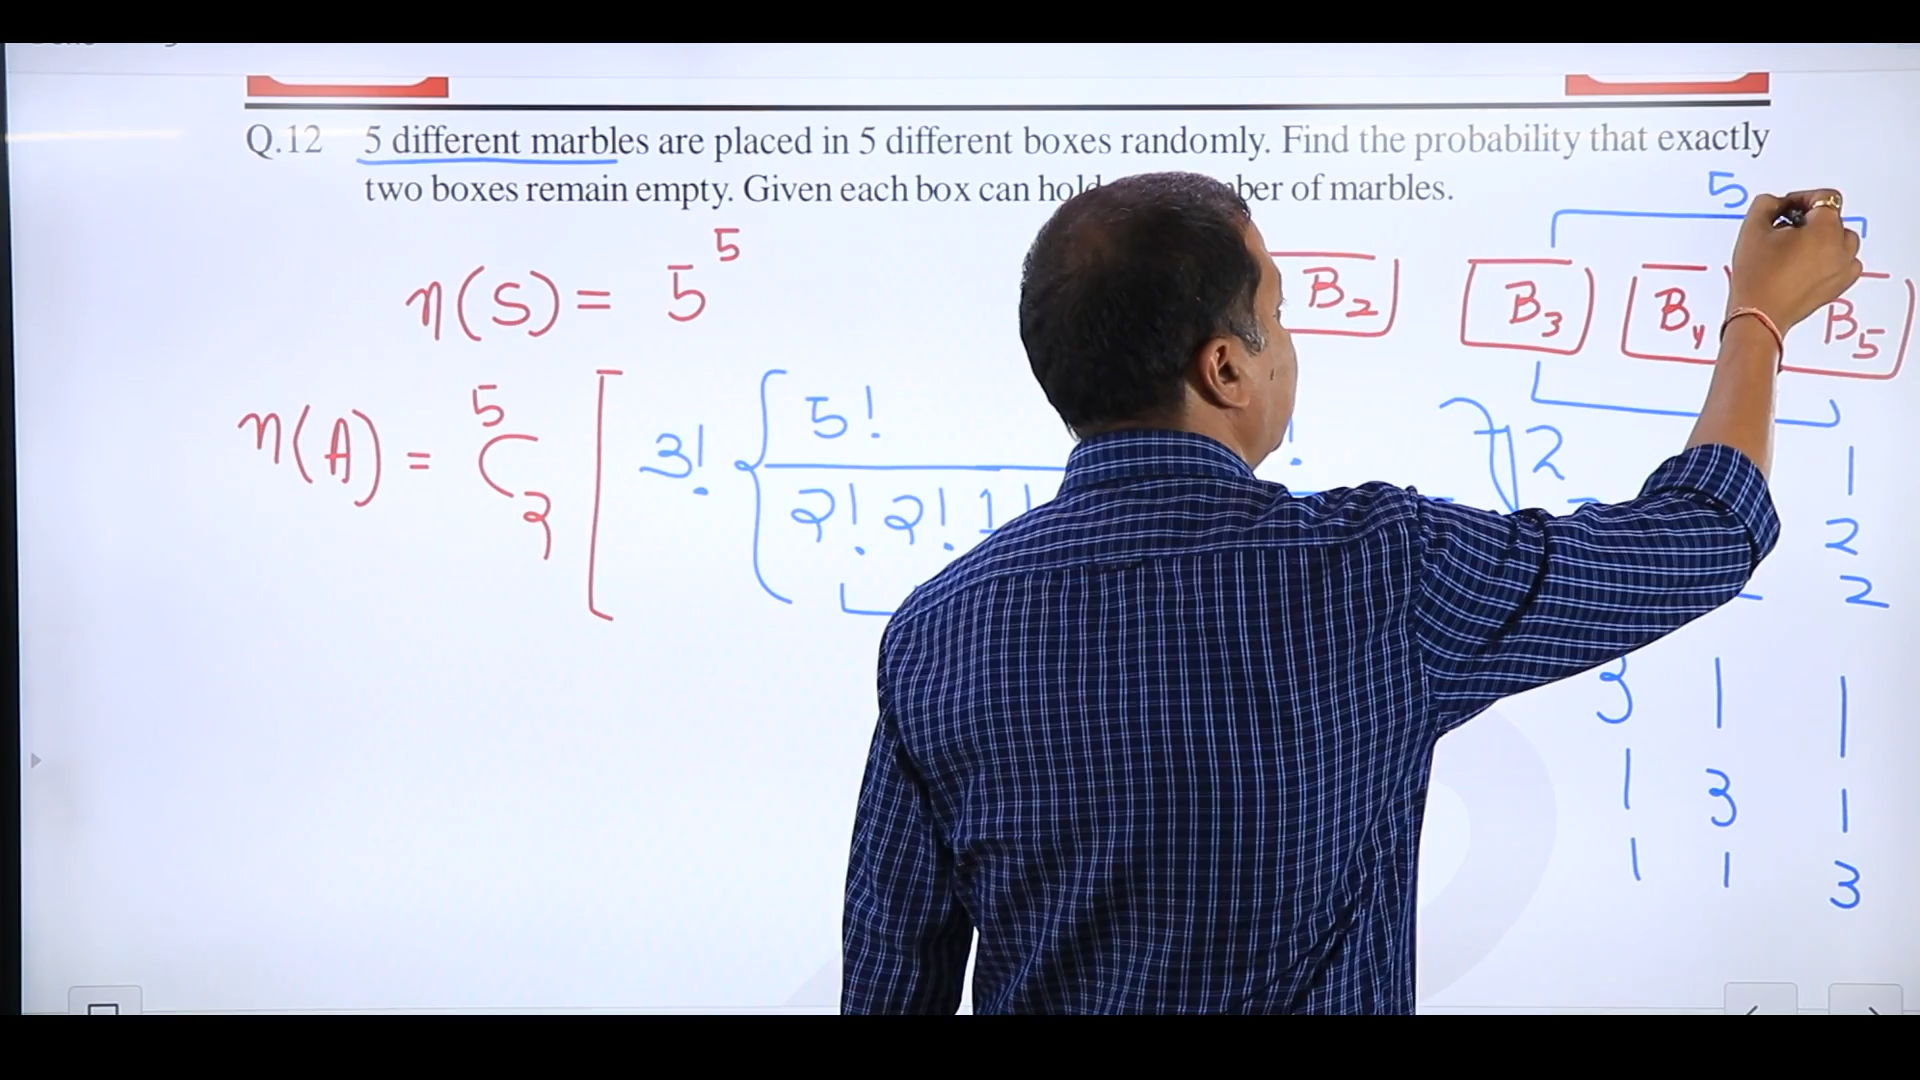 Q.12 5 different marbles are placed in 5 different boxes randomly. Find the probability that exactly
two boxes remain empty. Given each box can hold ber of marbles.
5
n(S) = 5^5
B2 B3 B4 B5
n(A) = 5C2 [ 3! { 5! !
2! 2! 1!
2 1
2
2
3 1 1
1 3 1
1 1 3